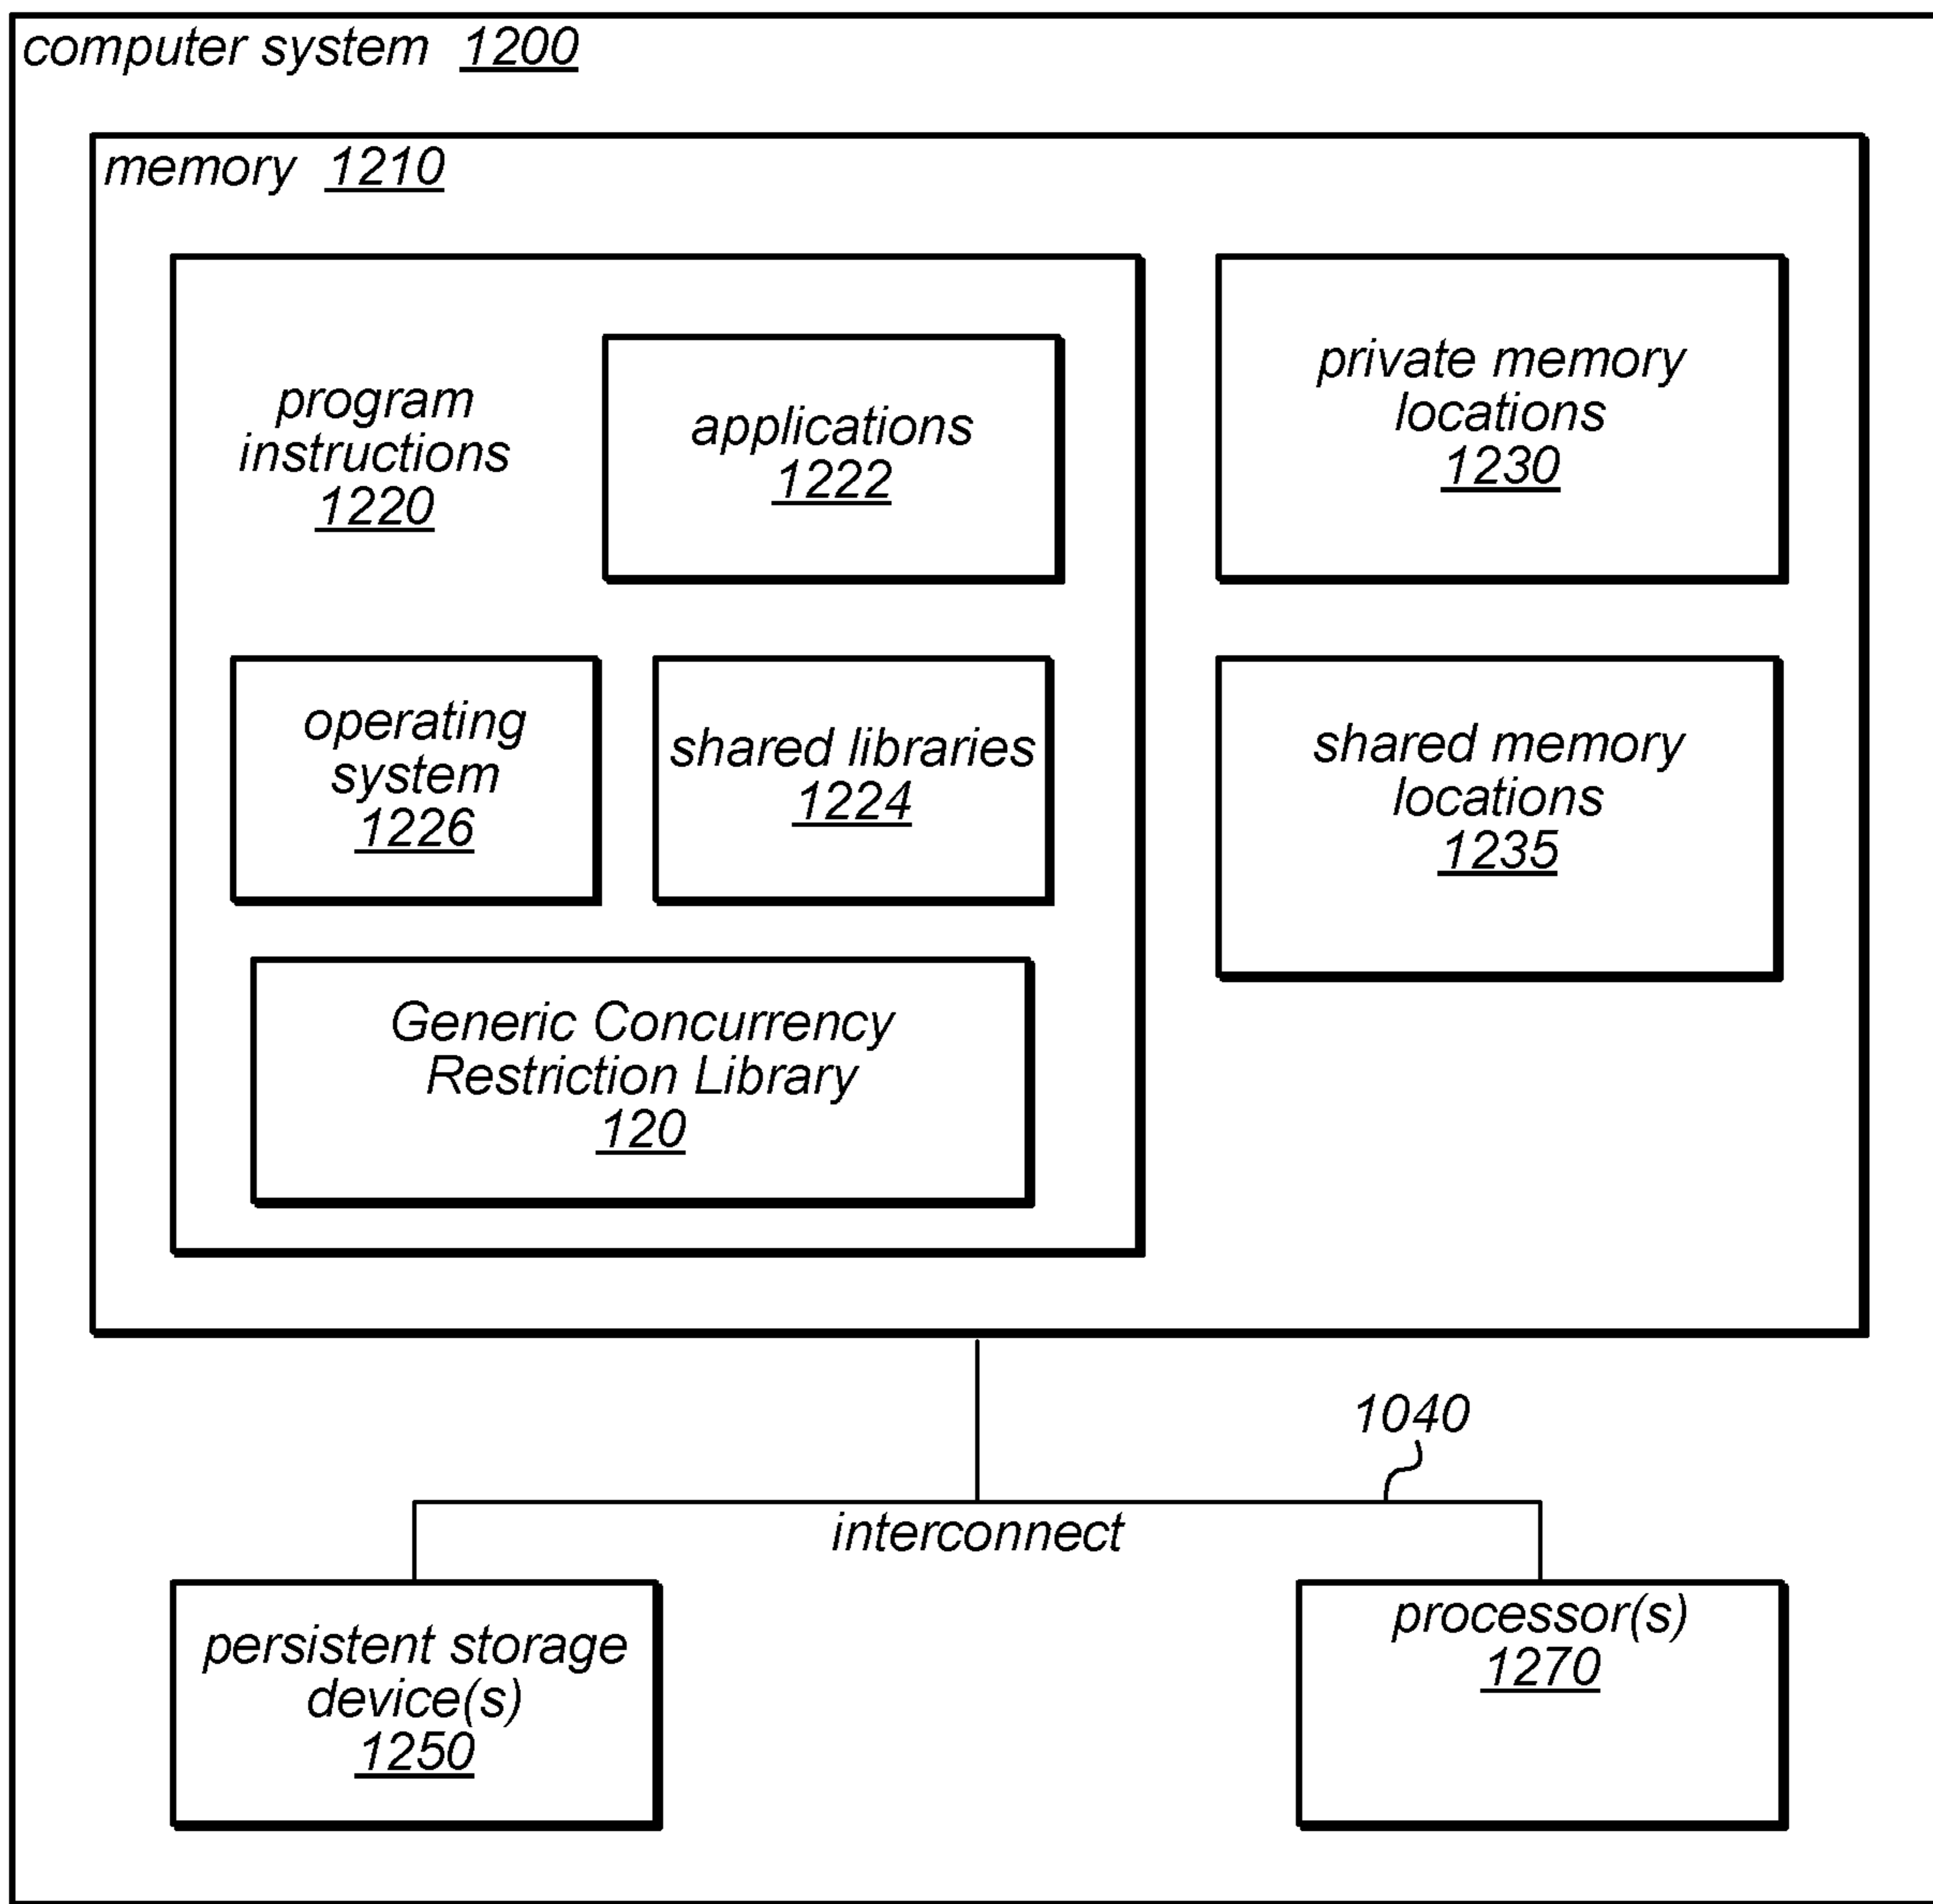 computer system 1200
memory 1210
program
instructions
1220
applications
1222
private memory
locations
1230
operating
system
1226
shared libraries
1224
shared memory
locations
1235
Generic Concurrency
Restriction Library
120
1040
interconnect
persistent storage
device(s)
1250
processor(s)
1270